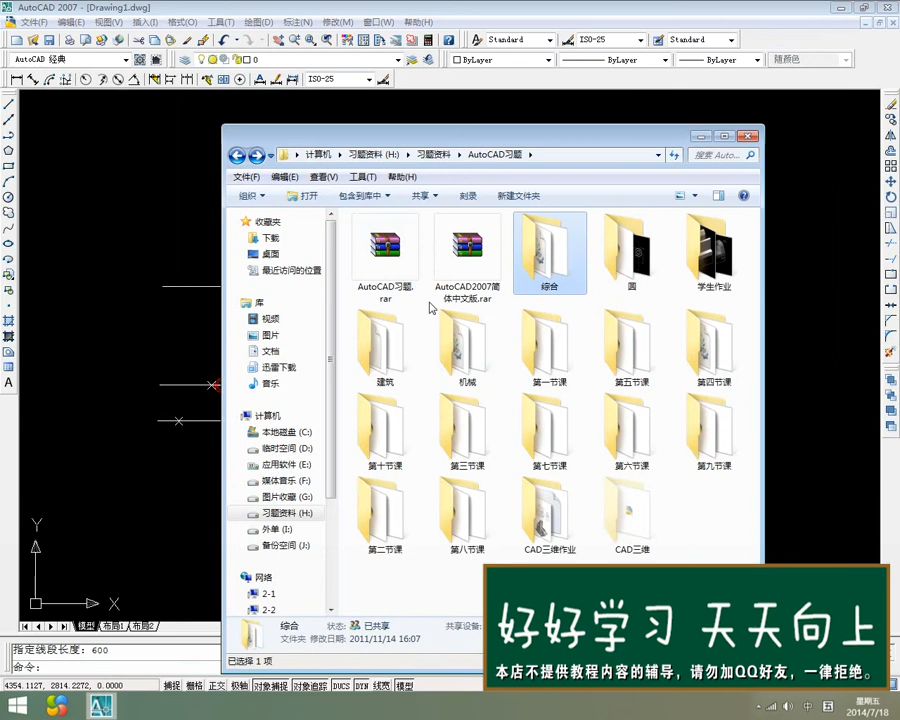 AutoCAD 2007 - [Drawing1.dwg]
文件(F) 编辑(E) 视图(V) 插入(I) 格式(O) 工具(T) 绘图(D) 标注(N) 修改(M) 窗口(W) 帮助(H)
Standard ISO-25 Standard
AutoCAD 经典 0 ByLayer ByLayer ByLayer 随颜色
ISO-25
计算机 习题资料 (H:) 习题资料 AutoCAD习题 搜索 Auto...
文件(F) 编辑(E) 查看(V) 工具(T) 帮助(H)
组织 打开 包含到库中 共享 刻录 新建文件夹
收藏夹
下载
桌面
最近访问的位置
库
视频
图片
文档
迅雷下载
音乐
计算机
本地磁盘 (C:)
临时空间 (D:)
应用软件 (E:)
媒体音乐 (F:)
图片收藏 (G:)
习题资料 (H:)
外单 (I:)
备份空间 (J:)
网络
2-1
2-2
AutoCAD习题.
rar
AutoCAD2007简
体中文版.rar
综合
圆
学生作业
建筑
机械
第一节课
第五节课
第四节课
第十节课
第三节课
第七节课
第六节课
第九节课
第二节课
第八节课
CAD三维作业
CAD三维
综合 状态: 已共享 共享设备:
文件夹 修改日期: 2011/11/14 16:07
已选择 1 项
Y
X
模型 布局1 布局2
指定线段长度: 600
命令:
4354.1127, 2814.2272, 0.0000 捕捉 栅格 正交 极轴 对象捕捉 对象追踪 DUCS DYN 线宽 模型
好好学习 天天向上
本店不提供教程内容的辅导，请勿加QQ好友，一律拒绝。
中
星期五
2014/7/18